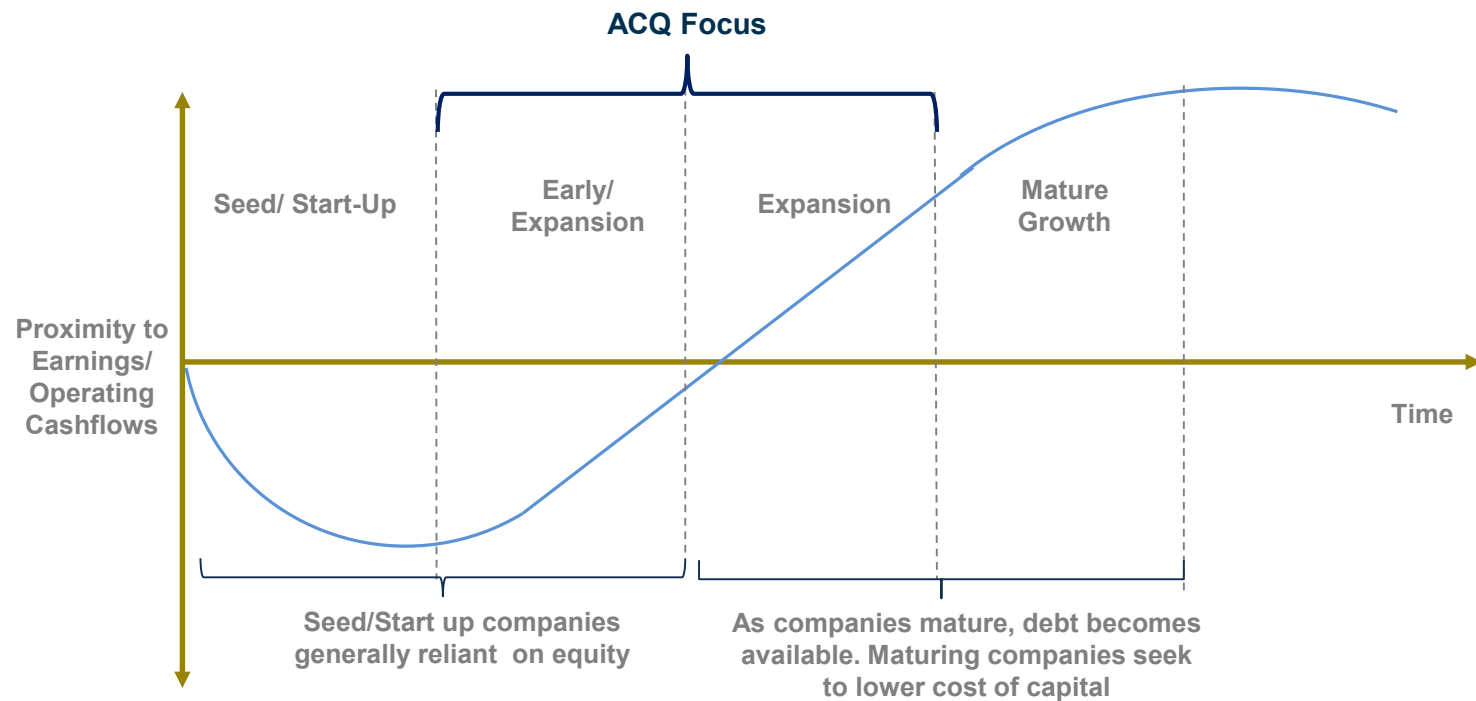 ACQ Focus
Seed/ Start-Up
Early/
Expansion
Expansion
Mature
Growth
Proximity to
Earnings/
Operating
Cashflows
Time
Seed/Start up companies
generally reliant  on equity
As companies mature, debt becomes
available. Maturing companies seek
to lower cost of capital